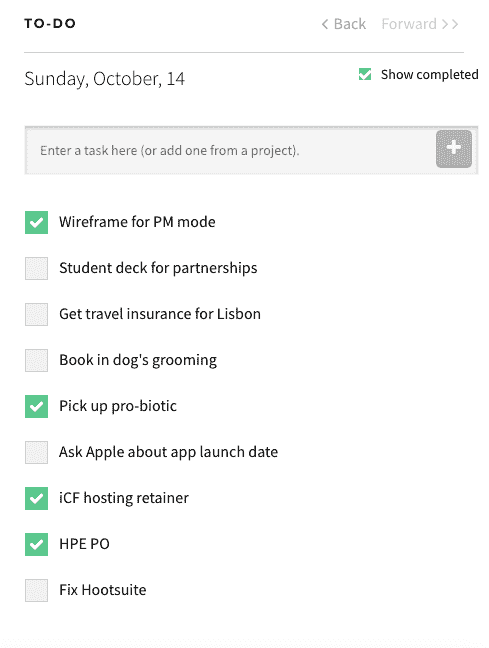 TO-DO
< Back Forward >>
Sunday, October, 14
Show completed
Enter a task here (or add one from a project).
+
Wireframe for PM mode
Student deck for partnerships
Get travel insurance for Lisbon
Book in dog's grooming
Pick up pro-biotic
Ask Apple about app launch date
iCF hosting retainer
HPE PO
Fix Hootsuite